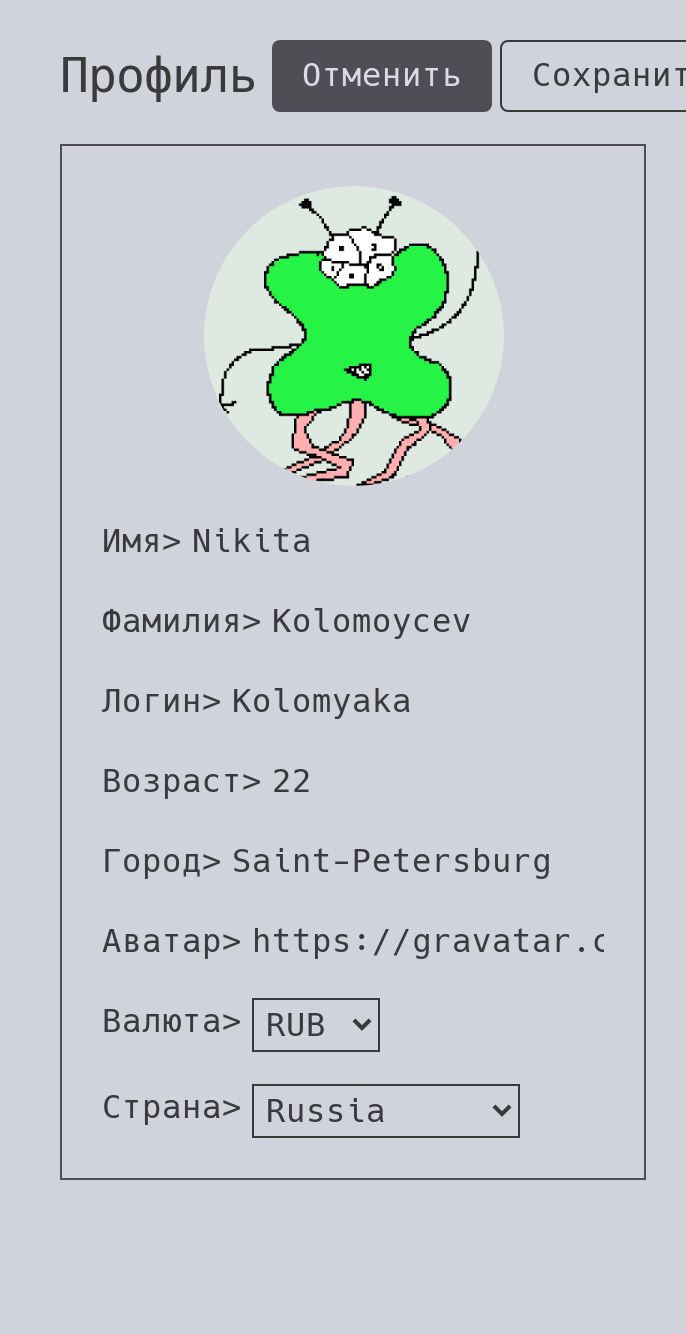 Профиль Отменить Сохранит
Имя> Nikita
Фамилия> Kolomoycev
Логин> Kolomyaka
Возраст> 22
Город> Saint-Petersburg
Аватар> https://gravatar.c
Валюта> RUB
Страна> Russia